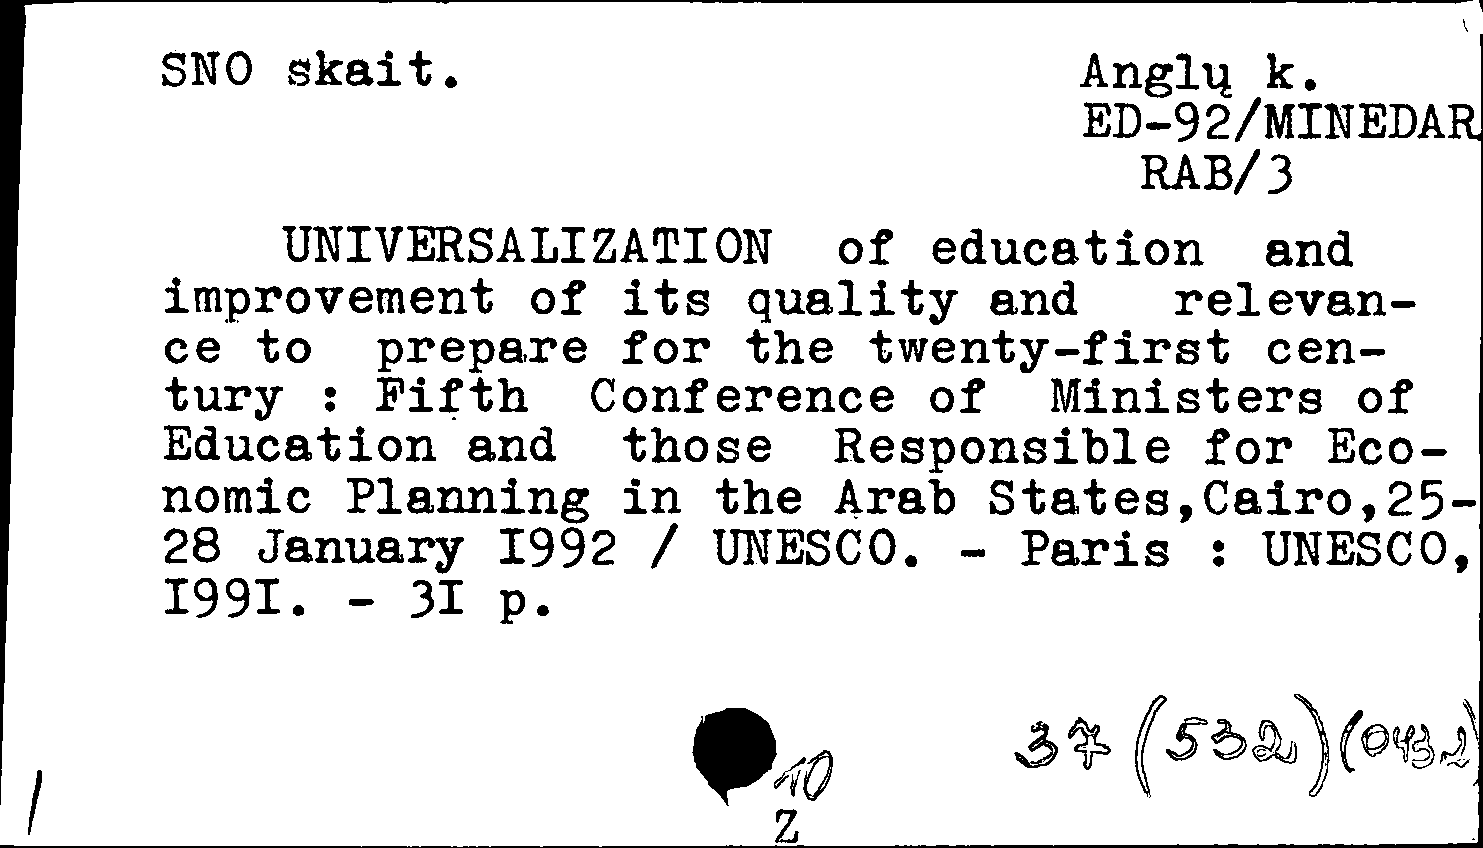 SNO skait.
Anglų k.
ED-92/MINEDAR
RAB/3
UNIVERSALIZATION of education and
improvement of its quality and relevan-
ce to prepare for the twenty-first cen-
tury : Fifth Conference of Ministers of
Education and those Responsible for Eco-
nomic Planning in the Arab States,Cairo,25-
28 January I992 / UNESCO. - Paris : UNESCO,
I99I. - 3I p.
37(532)(0432)
10
Z